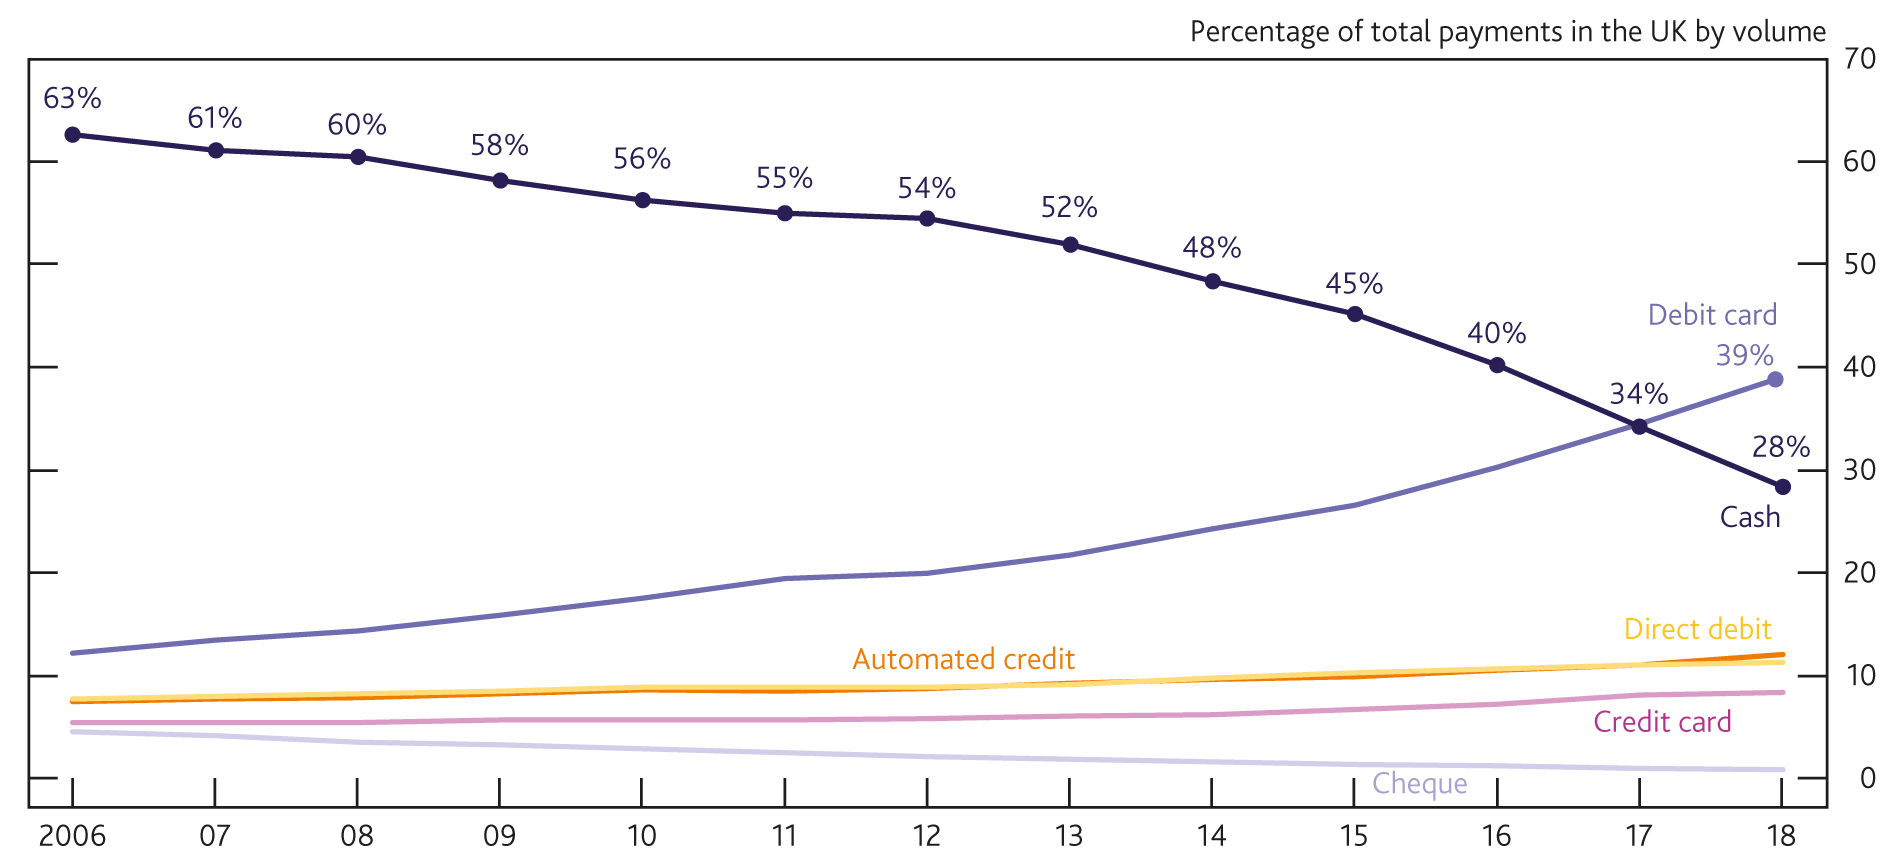 Percentage of total payments in the UK by volume
70
63%
61%
60%
58%
56%
55%
54%
52%
48%
45%
40%
34%
28%
60
50
40
30
20
10
0
Debit card
39%
Cash
Direct debit
Automated credit
Credit card
Cheque
2006 07 08 09 10 11 12 13 14 15 16 17 18